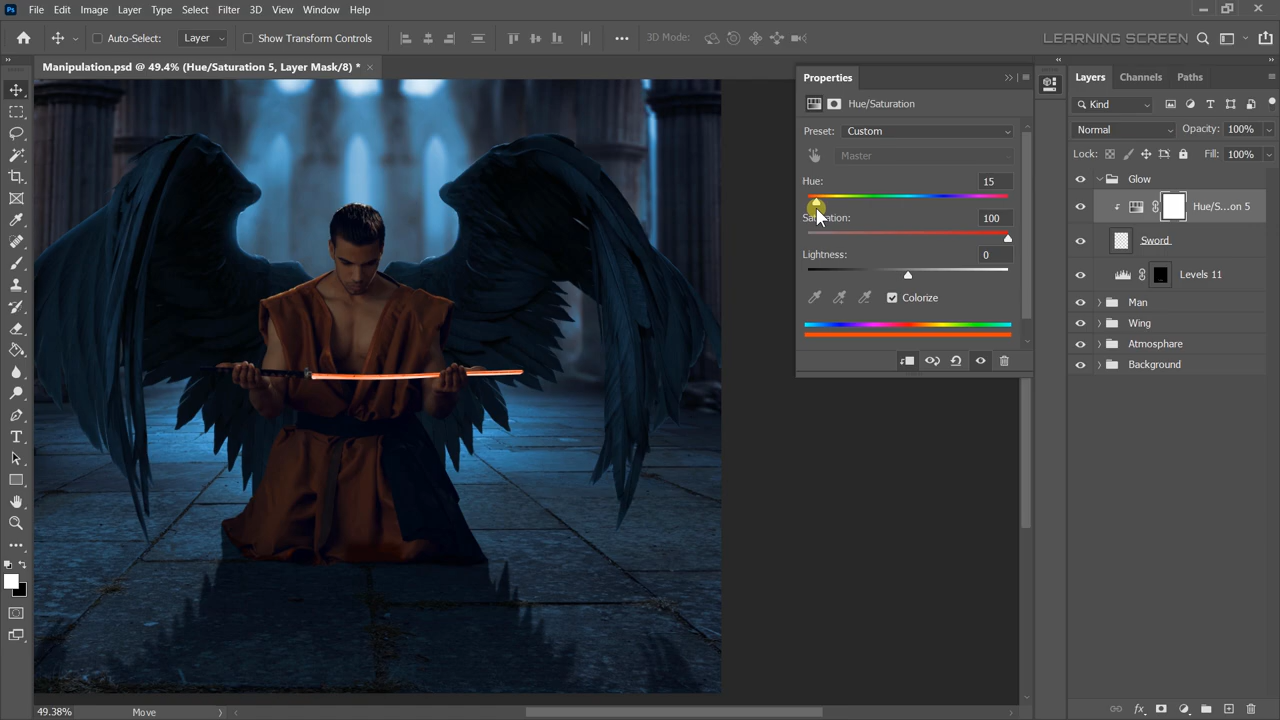 Ps File Edit Image Layer Type Select Filter 3D View Window Help
Auto-Select: Layer Show Transform Controls 3D Mode: LEARNING SCREEN
Manipulation.psd @ 49.4% (Hue/Saturation 5, Layer Mask/8) *
Properties
Hue/Saturation
Preset: Custom
Master
Hue: 15
Saturation: 100
Lightness: 0
Colorize
Layers Channels Paths
Kind
Normal Opacity: 100%
Lock: Fill: 100%
Glow
Hue/S...on 5
Sword
Levels 11
Man
Wing
Atmosphere
Background
49.38% Move